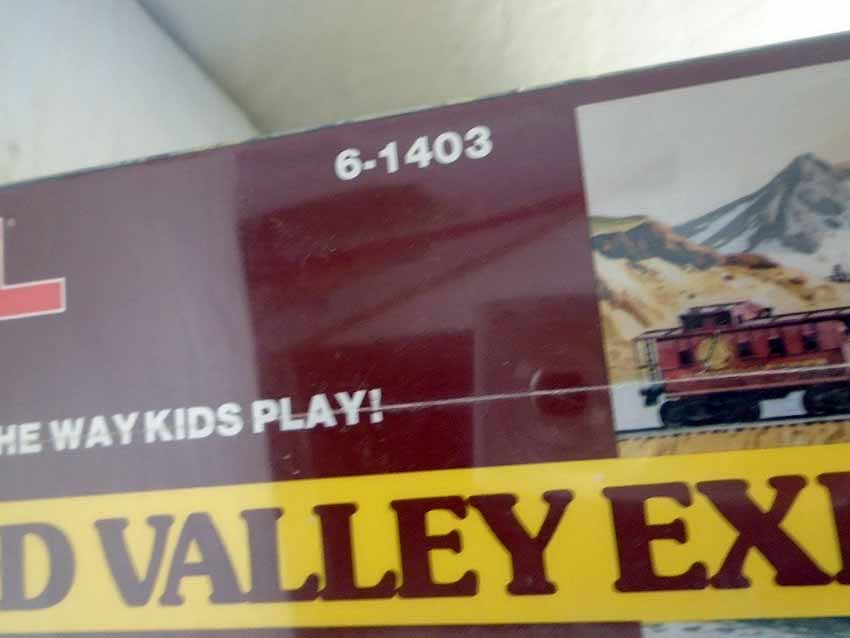 6-1403
L
HE WAY KIDS PLAY!
D VALLEY EX